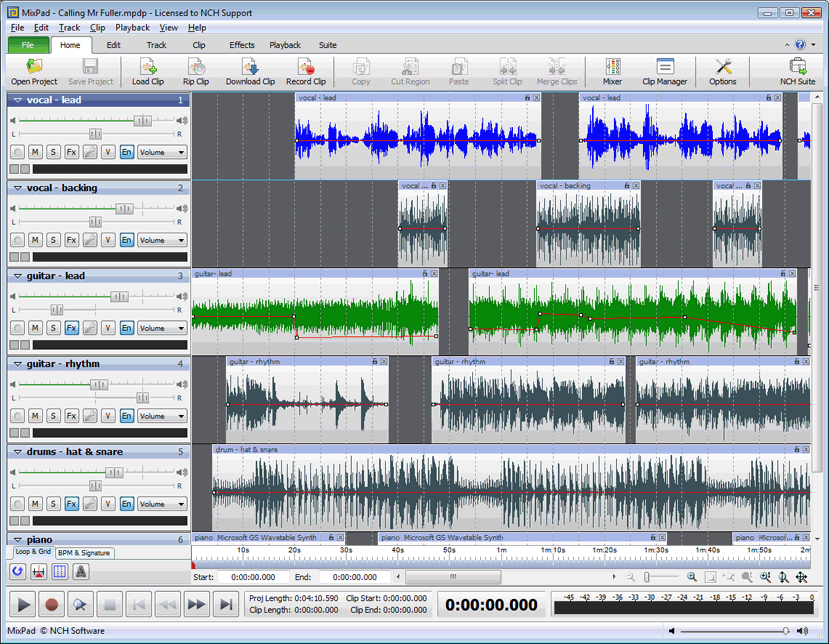 MixPad - Calling Mr Fuller.mpdp - Licensed to NCH Support
File Edit Track Clip Playback View Help
File Home Edit Track Clip Effects Playback Suite
Open Project Save Project Load Clip Rip Clip Download Clip Record Clip Copy Cut Region Paste Split Clip Merge Clips Mixer Clip Manager Options NCH Suite
vocal - lead 1
L R
M S Fx V En Volume
vocal - lead
vocal - lead
vocal - backing 2
L R
M S Fx V En Volume
vocal ...
vocal - backing
vocal ...
guitar - lead 3
L R
M S Fx V En Volume
guitar- lead
guitar- lead
guitar - rhythm 4
L R
M S Fx V En Volume
guitar - rhythm
guitar - rhythm
guitar - rhythm
drums - hat & snare 5
L R
M S Fx V En Volume
drum - hat & snare
piano 6
piano Microsoft GS Wavetable Synth
piano Microsoft GS Wavetable Synth
piano Microsof...
Loop & Grid BPM & Signature
10s 20s 30s 40s 50s 1m 1m:10s 1m:20s 1m:30s 1m:40s 1m:50s 2m
Start: 0:00:00.000 End: 0:00:00.000
Proj Length: 0:04:10.590 Clip Start: 0:00:00.000
Clip Length: 0:00:00.000 Clip End: 0:00:00.000
0:00:00.000
-45 -42 -39 -36 -33 -30 -27 -24 -21 -18 -15 -12 -9 -6 -3 0
MixPad © NCH Software